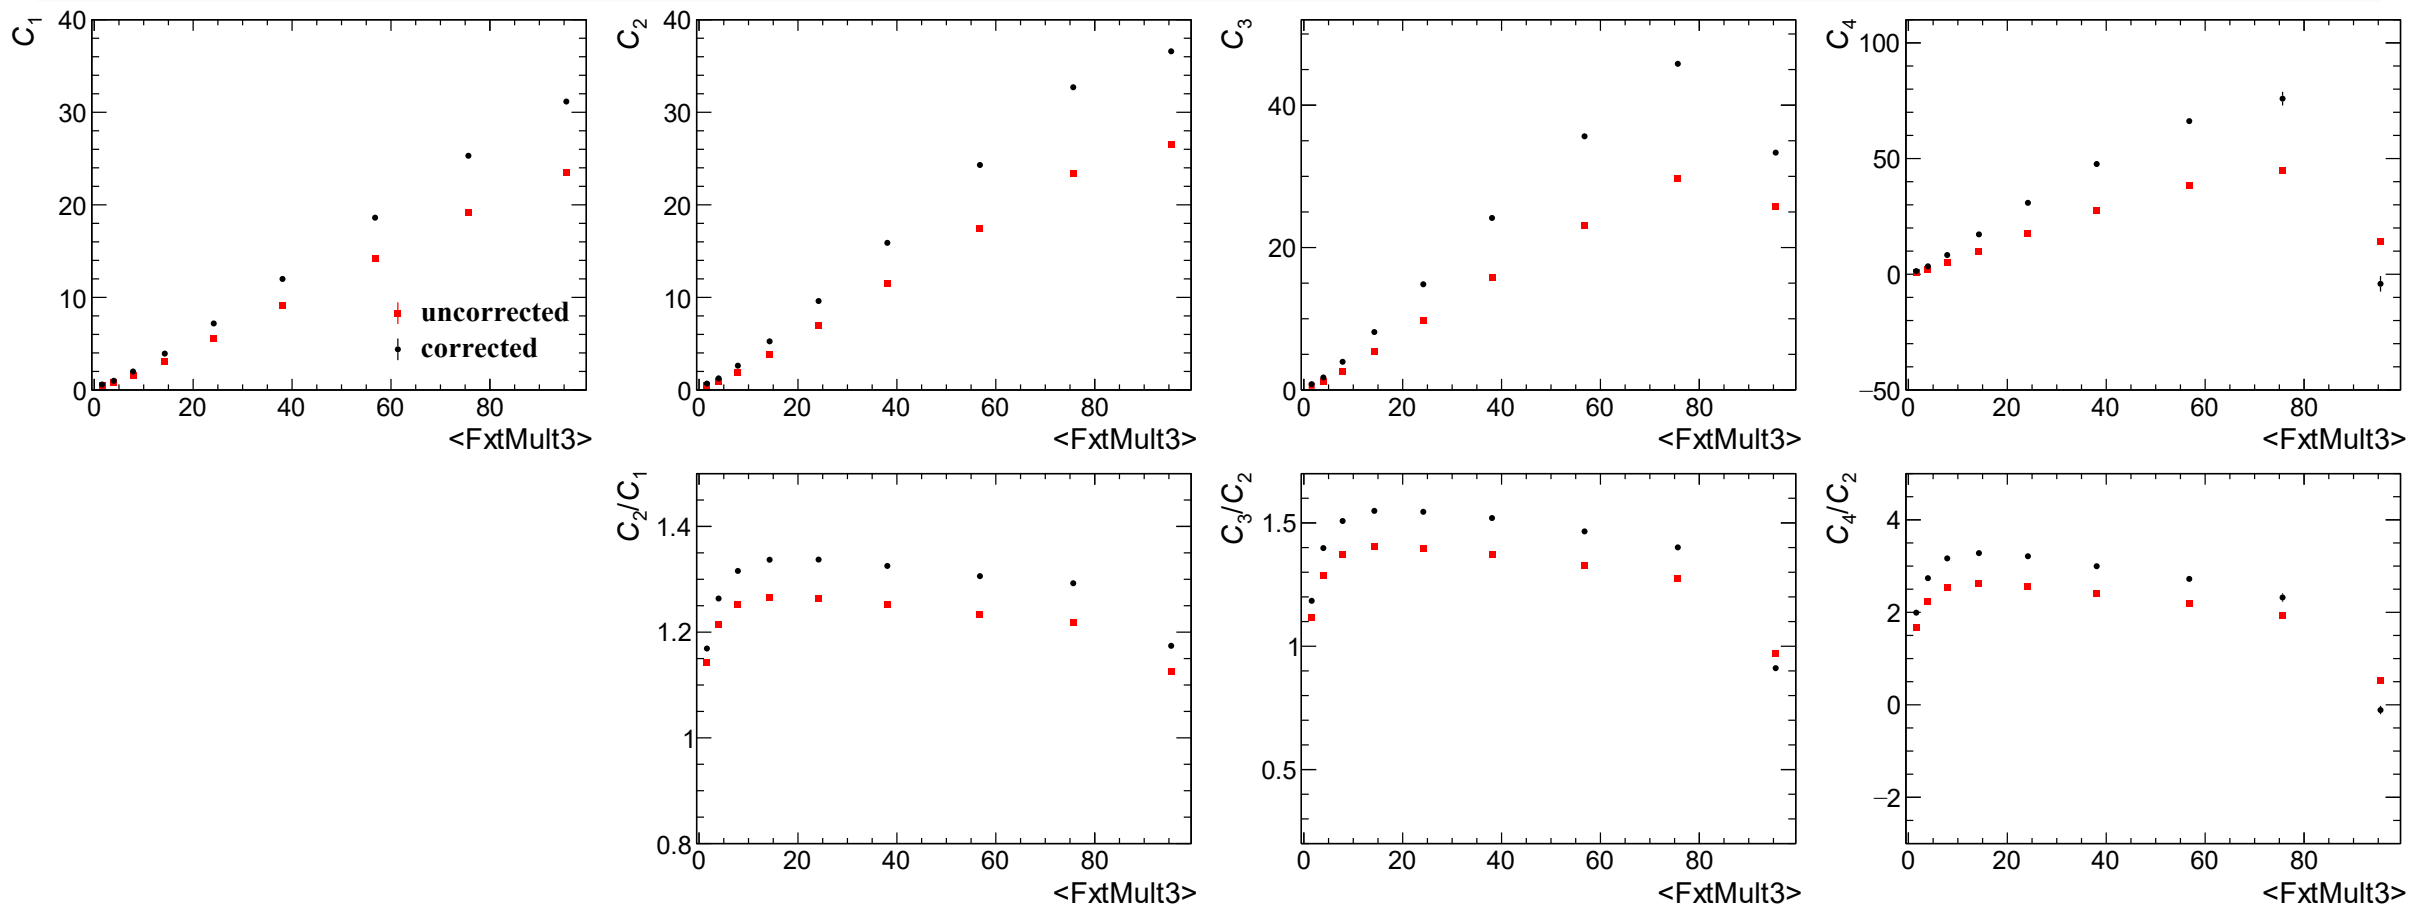 C1
40
30
20
10
0
0 20 40 60 80
<FxtMult3>
uncorrected
corrected
C2
40
30
20
10
0
0 20 40 60 80
<FxtMult3>
C3
40
20
0
0 20 40 60 80
<FxtMult3>
C4
100
50
0
−50
0 20 40 60 80
<FxtMult3>
C2/C1
1.4
1.2
1
0.8
0 20 40 60 80
<FxtMult3>
C3/C2
1.5
1
0.5
0 20 40 60 80
<FxtMult3>
C4/C2
4
2
0
−2
0 20 40 60 80
<FxtMult3>